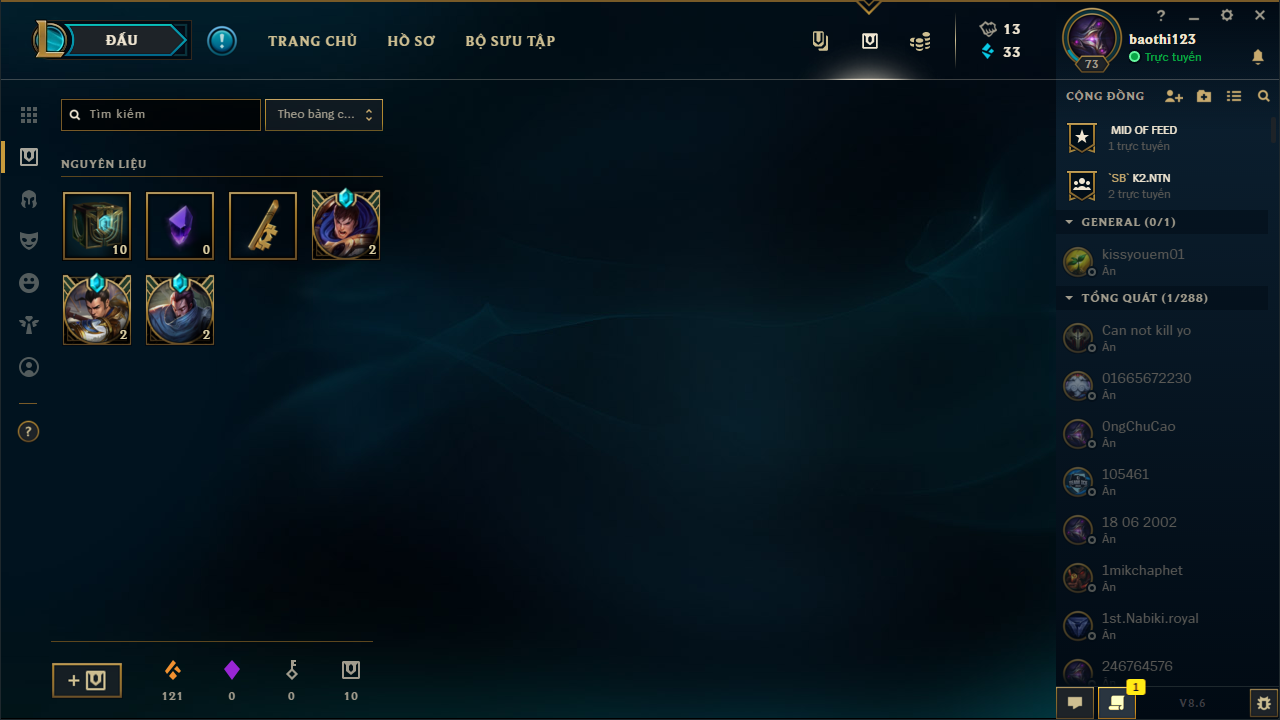 ĐẤU
TRANG CHỦ
HỒ SƠ
BỘ SƯU TẬP
13
33
73
baothi123
Trực tuyến
Tìm kiếm
Theo bảng c...
NGUYÊN LIỆU
10
0
2
2
2
CỘNG ĐỒNG
MID OF FEED
1 trực tuyến
`SB` K2.NTN
2 trực tuyến
GENERAL (0/1)
kissyouem01
Ẩn
TỔNG QUÁT (1/288)
Can not kill yo
Ẩn
01665672230
Ẩn
0ngChuCao
Ẩn
105461
Ẩn
18 06 2002
Ẩn
1mikchaphet
Ẩn
1st.Nabiki.royal
Ẩn
246764576
Ẩn
121
0
0
10
1
V8.6